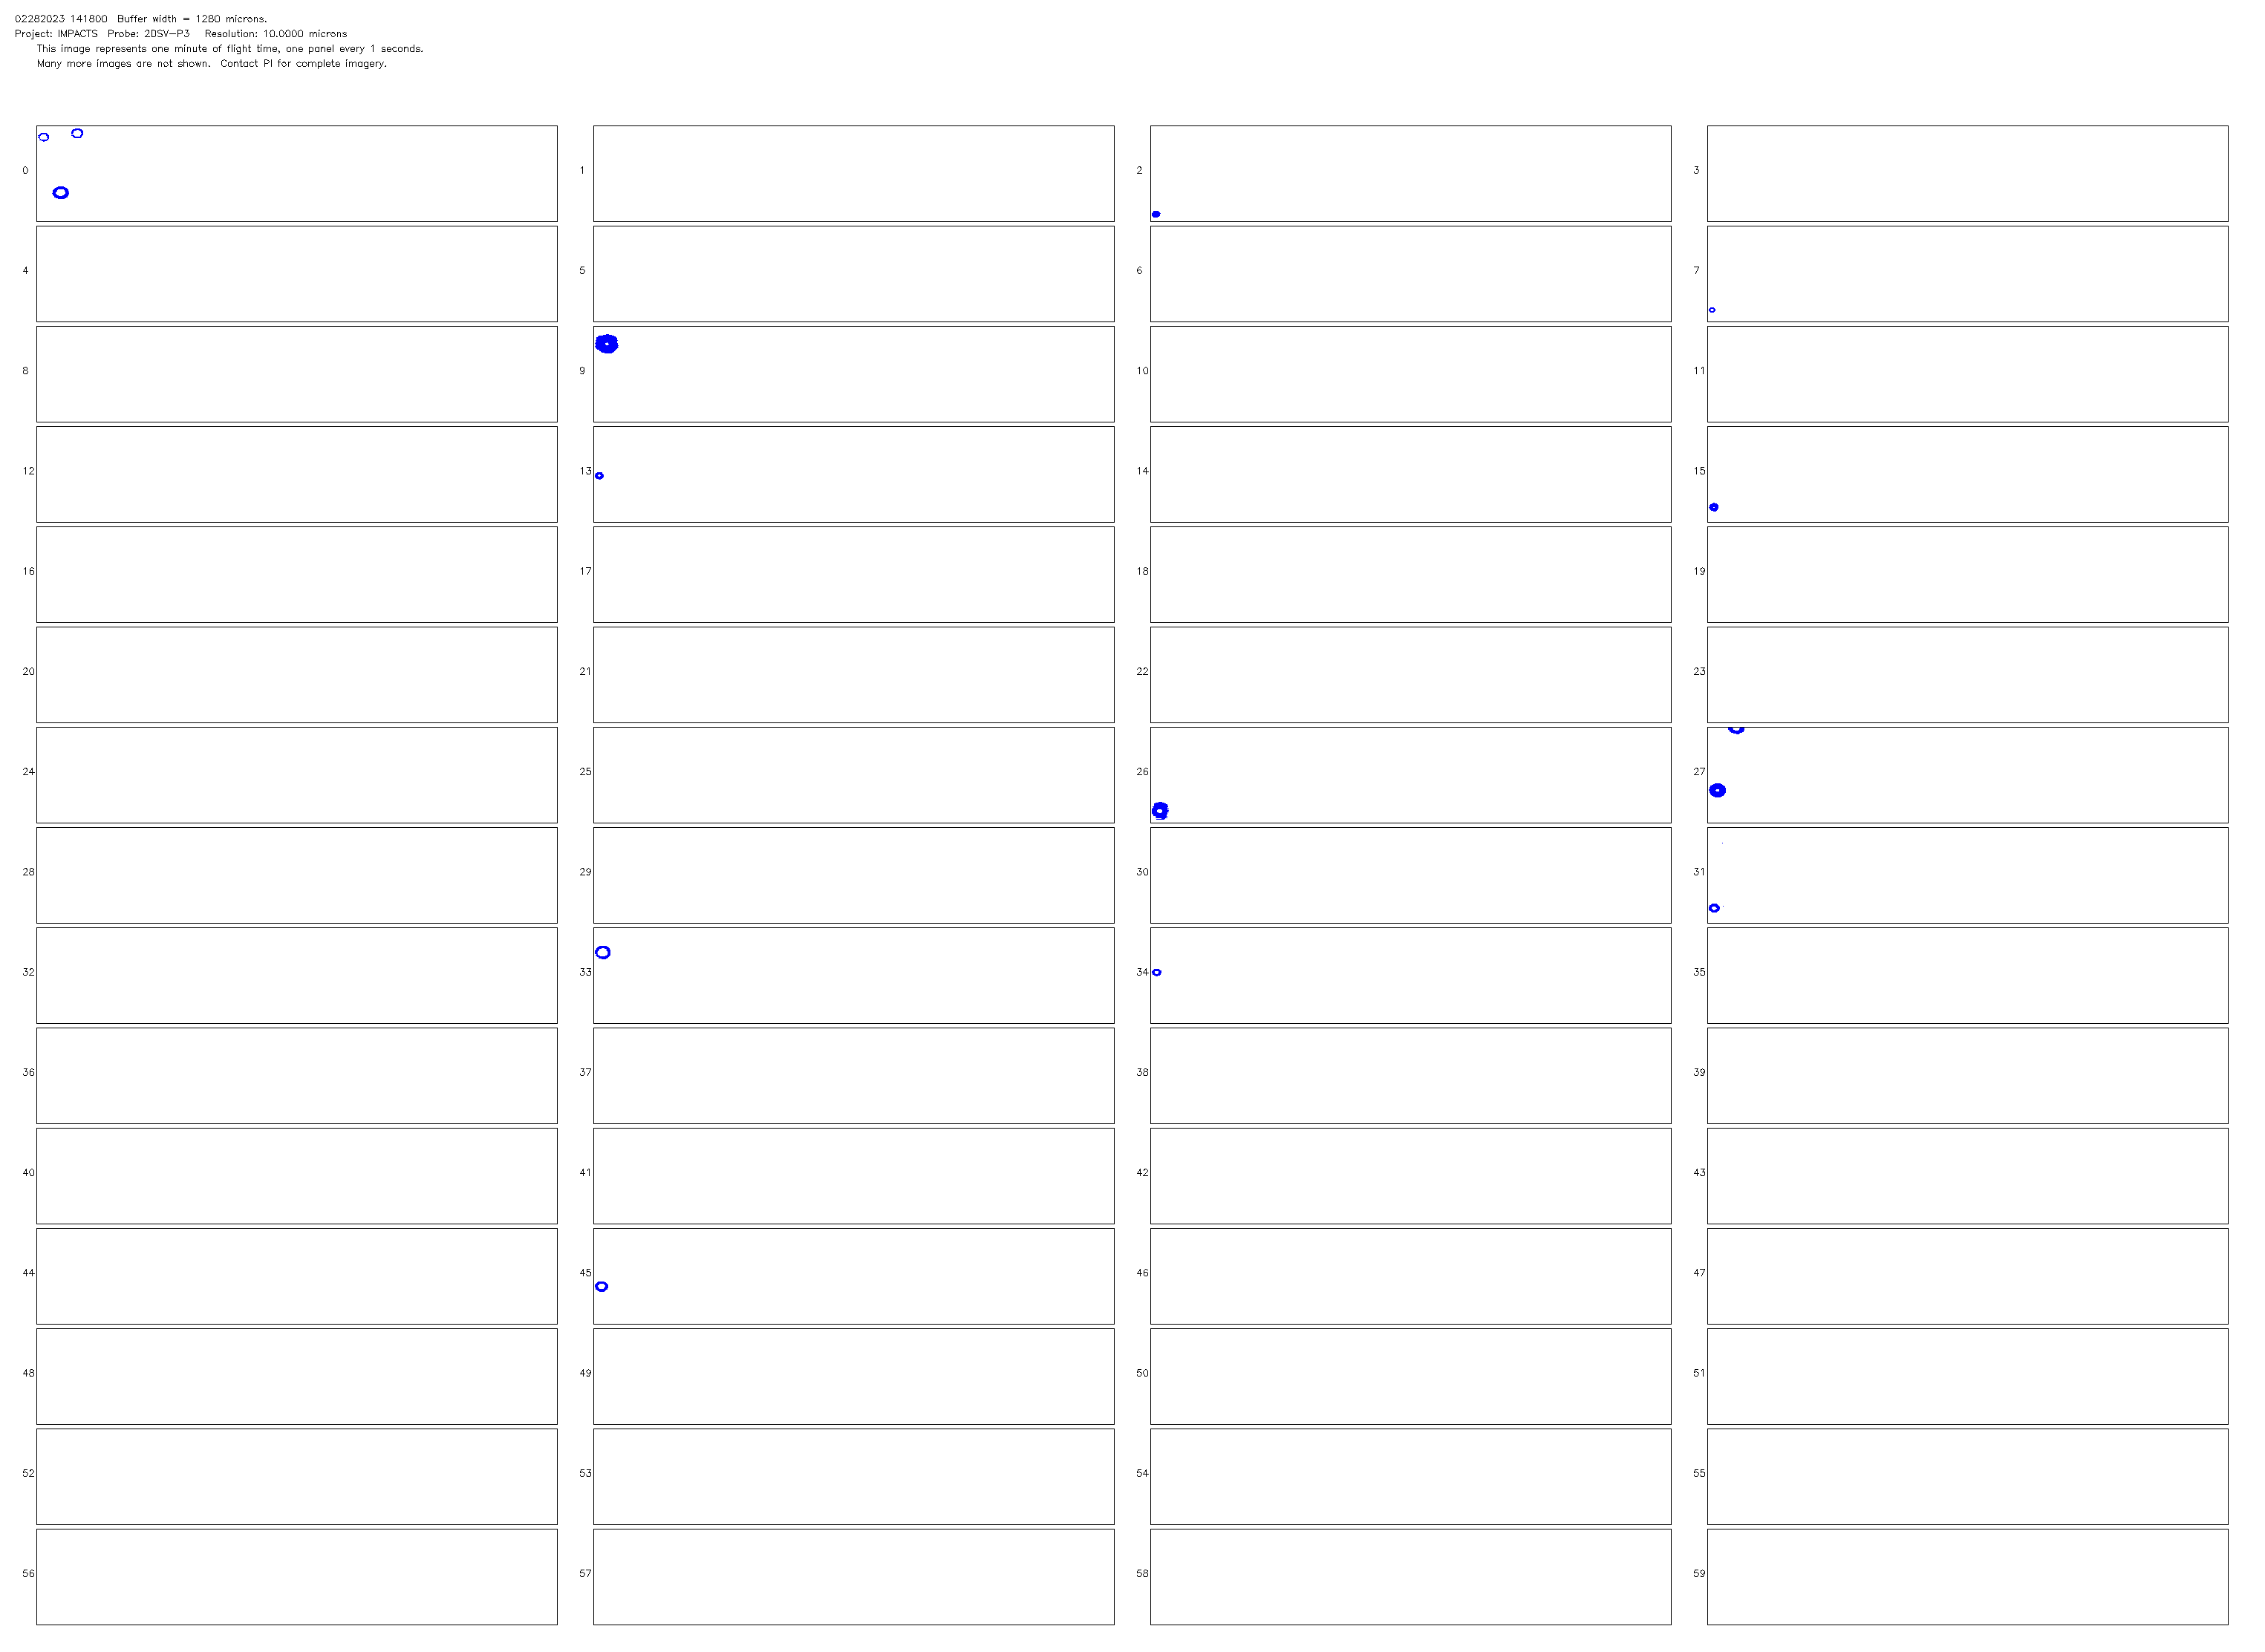 02282023 141800 Buffer width = 1280 microns.
Project: IMPACTS Probe: 2DSV-P3 Resolution: 10.0000 microns
This image represents one minute of flight time, one panel every 1 seconds.
Many more images are not shown. Contact PI for complete imagery.
0 1 2 3
4 5 6 7
8 9 10 11
12 13 14 15
16 17 18 19
20 21 22 23
24 25 26 27
28 29 30 31
32 33 34 35
36 37 38 39
40 41 42 43
44 45 46 47
48 49 50 51
52 53 54 55
56 57 58 59